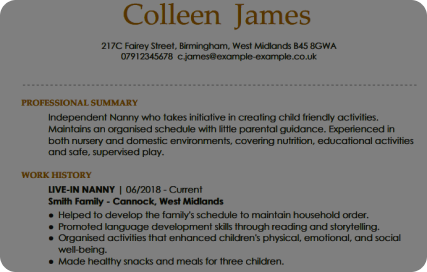 Colleen James
217C Fairey Street, Birmingham, West Midlands B45 8GWA
07912345678 c.james@example-example.co.uk
PROFESSIONAL SUMMARY
Independent Nanny who takes initiative in creating child friendly activities.
Maintains an organised schedule with little parental guidance. Experienced in
both nursery and domestic environments, covering nutrition, educational activities
and safe, supervised play.
WORK HISTORY
LIVE-IN NANNY | 06/2018 - Current
Smith Family - Cannock, West Midlands
● Helped to develop the family's schedule to maintain household order.
● Promoted language development skills through reading and storytelling.
● Organised activities that enhanced children's physical, emotional, and social
well-being.
● Made healthy snacks and meals for three children.